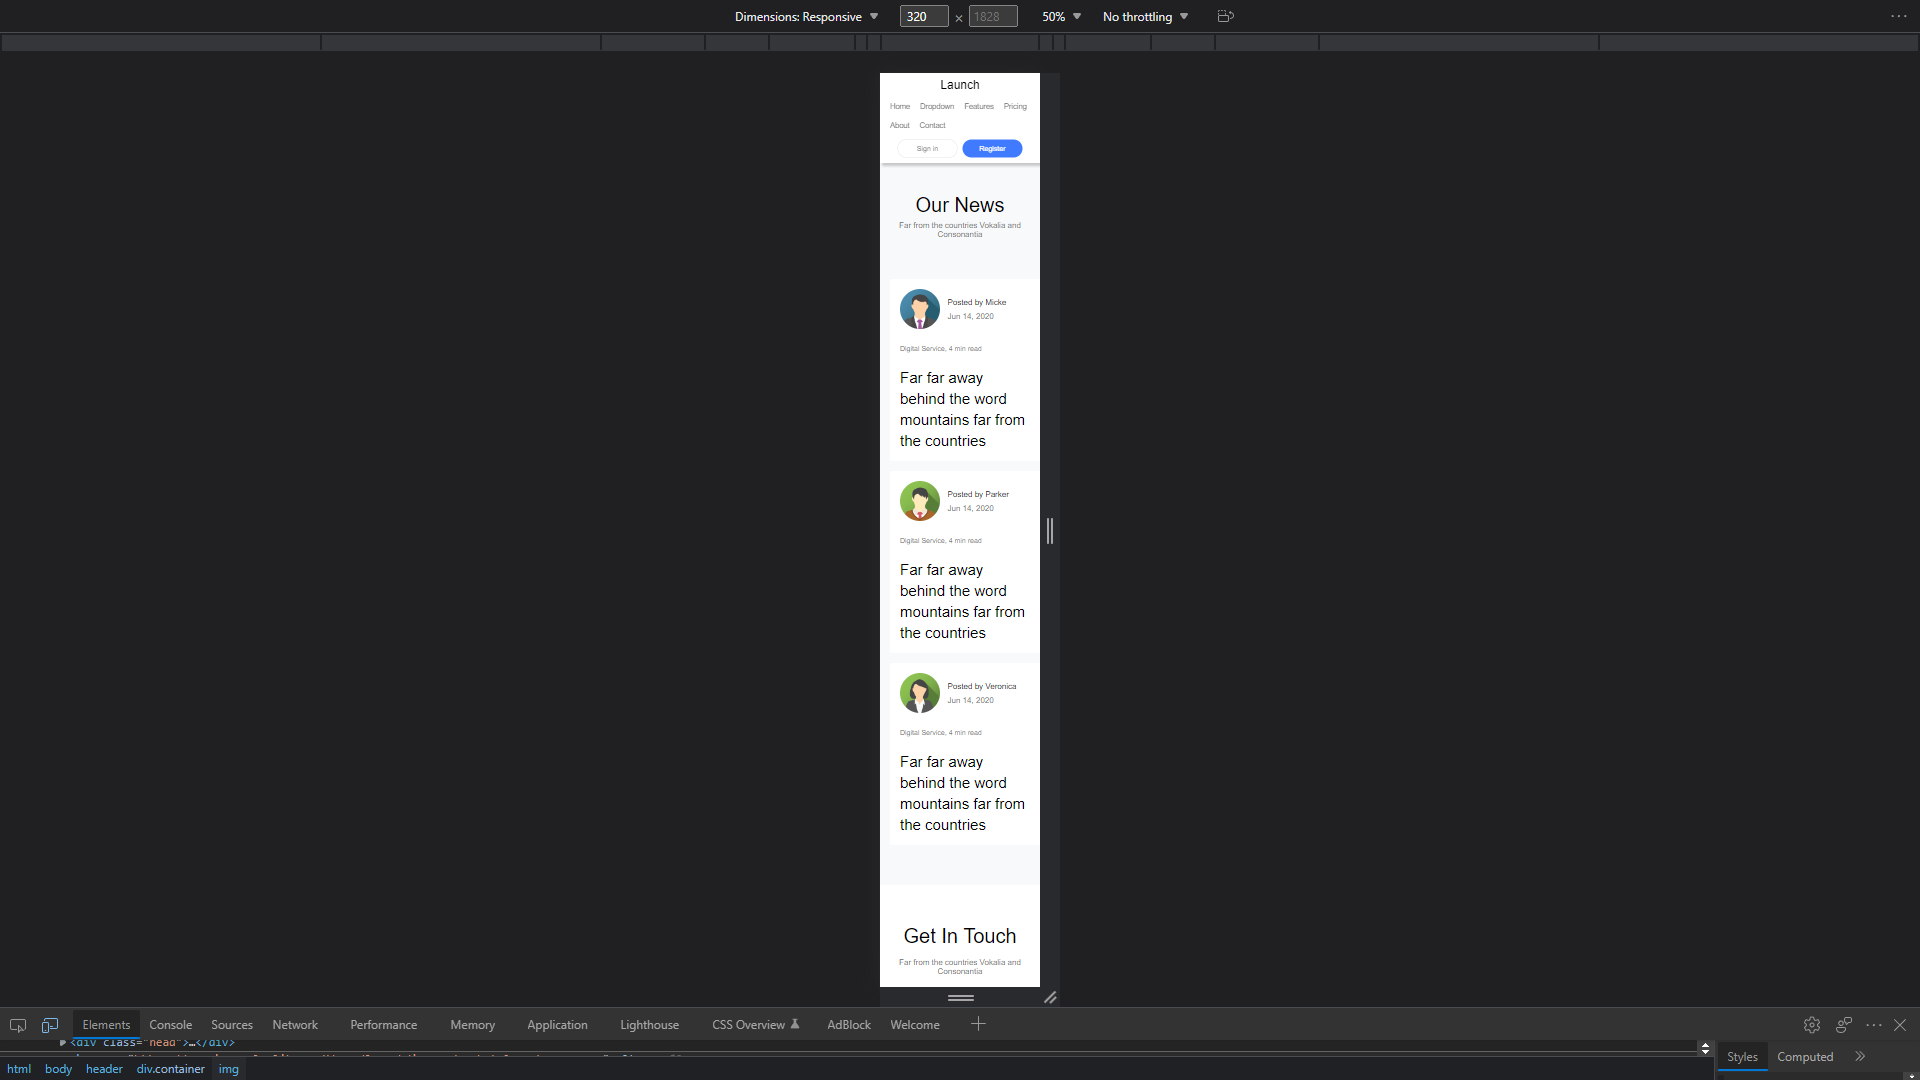 Dimensions: Responsive 320 × 1828 50% No throttling
Launch
Home Dropdown Features Pricing
About Contact
Sign in Register
Our News
Far from the countries Vokalia and
Consonantia
Posted by Micke
Jun 14, 2020
Digital Service, 4 min read
Far far away
behind the word
mountains far from
the countries
Posted by Parker
Jun 14, 2020
Digital Service, 4 min read
Far far away
behind the word
mountains far from
the countries
Posted by Veronica
Jun 14, 2020
Digital Service, 4 min read
Far far away
behind the word
mountains far from
the countries
Get In Touch
Far from the countries Vokalia and
Consonantia
Elements Console Sources Network Performance Memory Application Lighthouse CSS Overview AdBlock Welcome
<div class="head">…</div>
Styles Computed
html body header div.container img